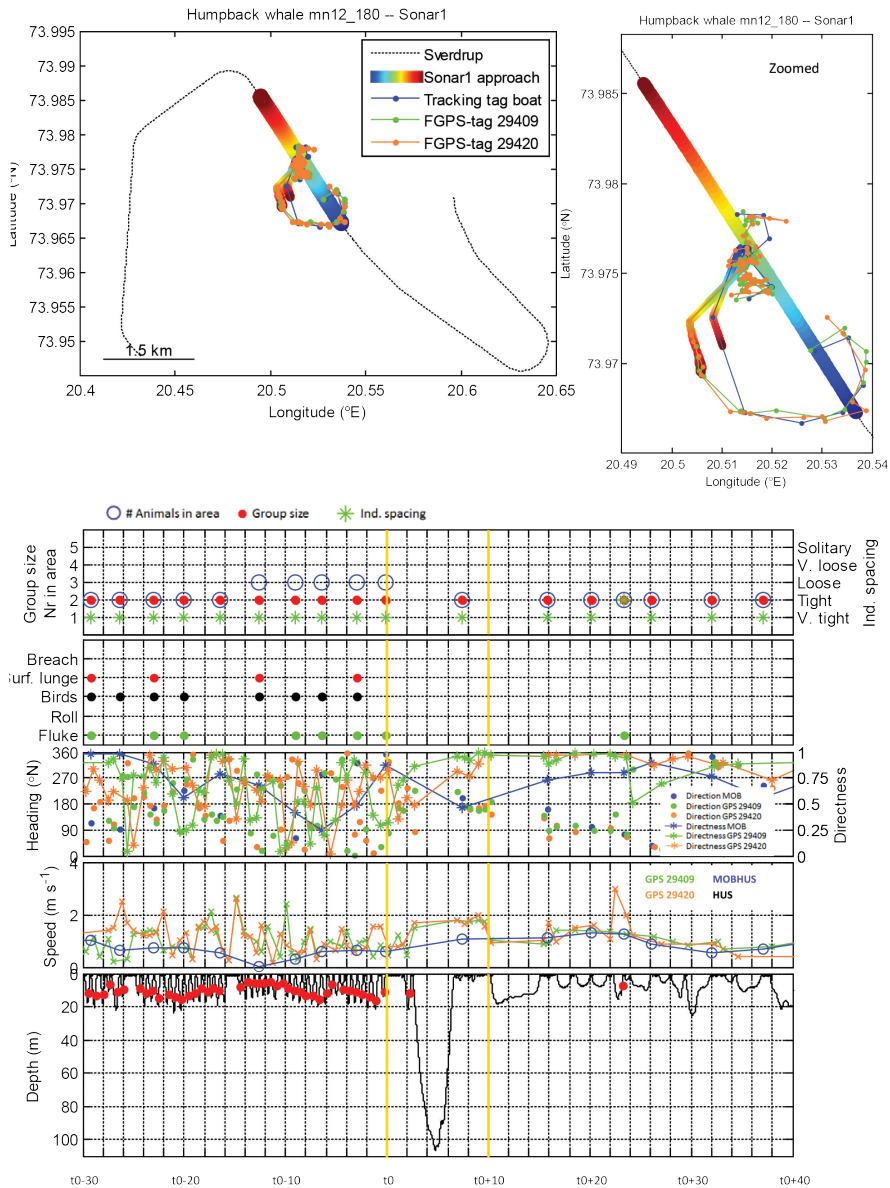 Humpback whale mn12_180 -- Sonar1
73.995
73.99
73.985
73.98
73.975
73.97
73.965
73.96
73.955
73.95
Latitude (°N)
Sverdrup
Sonar1 approach
Tracking tag boat
FGPS-tag 29409
FGPS-tag 29420
1.5 km
20.4 20.45 20.5 20.55 20.6 20.65
Longitude (°E)
Humpback whale mn12_180 -- Sonar1
Zoomed
73.985
73.98
73.975
73.97
Latitude (°N)
20.49 20.5 20.51 20.52 20.53 20.54
Longitude (°E)
# Animals in area Group size Ind. spacing
Group size
Nr in area
5
4
3
2
1
Solitary
V. loose
Loose
Tight
V. tight
Ind. spacing
Breach
Surf. lunge
Birds
Roll
Fluke
Heading (°N)
360
270
180
90
0
1
0.75
0.5
0.25
0
Directness
Direction MOB
Direction GPS 29409
Direction GPS 29420
Directness MOB
Directness GPS 29409
Directness GPS 29420
Speed (m s⁻¹)
4
2
0
GPS 29409 MOBHUS
GPS 29420 HUS
Depth (m)
0
20
40
60
80
100
t0-30 t0-20 t0-10 t0 t0+10 t0+20 t0+30 t0+40